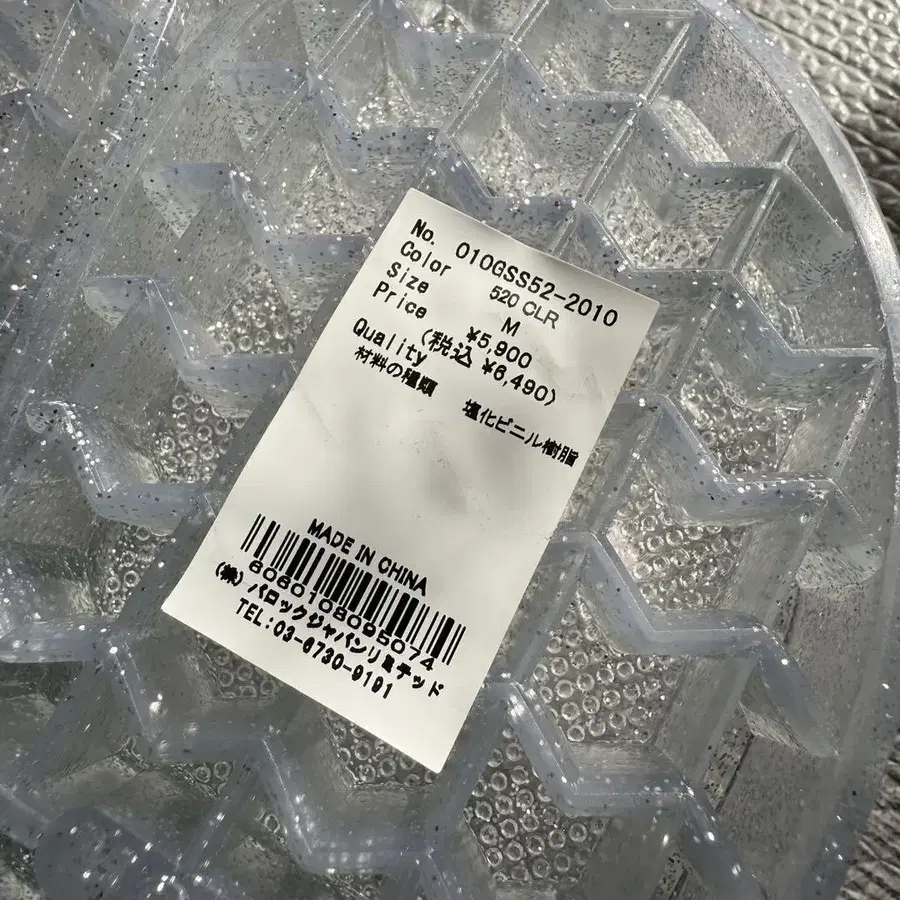 No. 010GSS52-2010
Color 520 CLR
Size M
Price ¥5,900
(税込 ¥6,490)
Quality
材料の種類 塩化ビニル樹脂
MADE IN CHINA
8080108095074
(株)バロックジャパンリミテッド
TEL:03-6730-9191